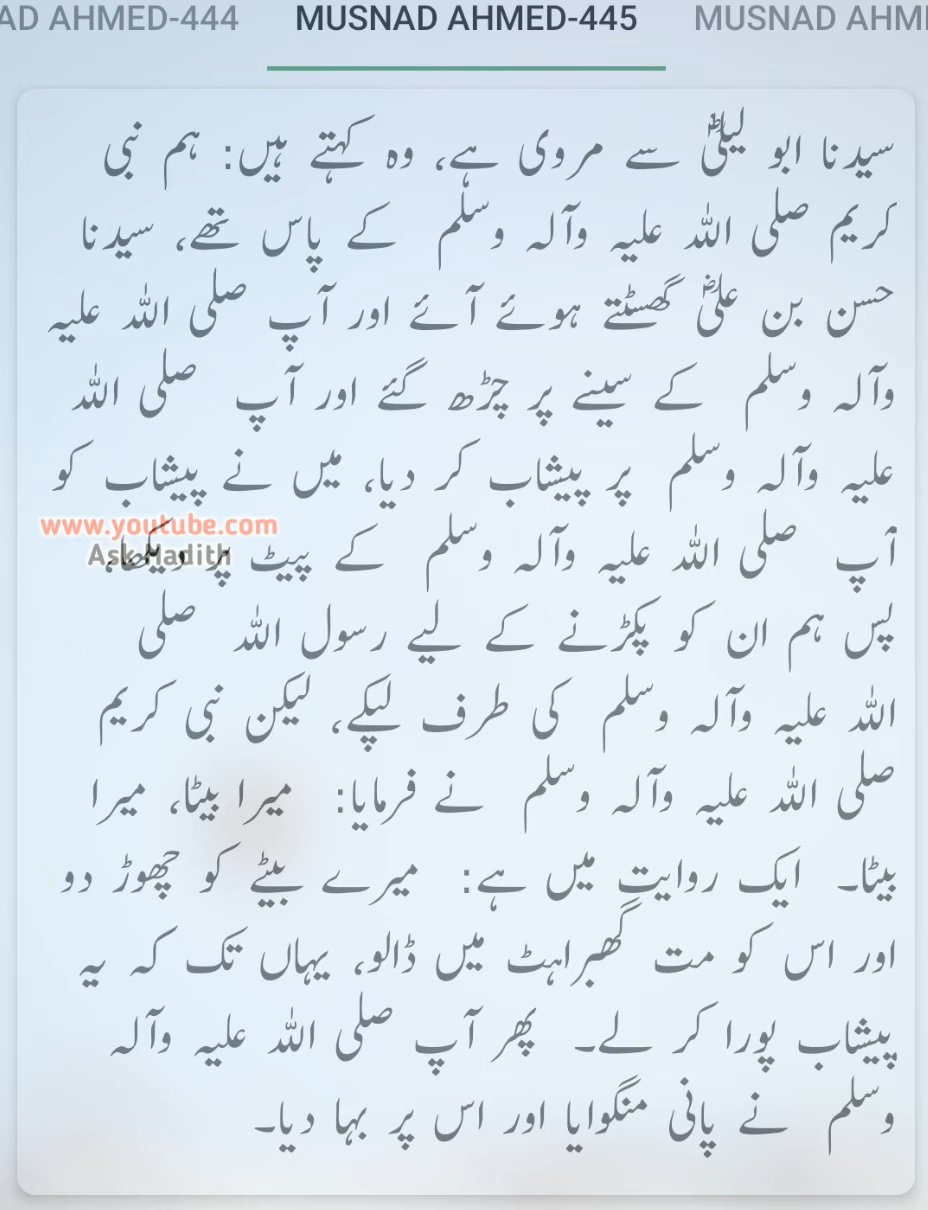 AD AHMED-444 MUSNAD AHMED-445 MUSNAD AHME
سیدنا ابو لیلیٰؓ سے مروی ہے، وہ کہتے ہیں: ہم نبی
کریم صلی اللہ علیہ وآلہ وسلم کے پاس تھے، سیدنا
حسن بن علیؓ گھسٹتے ہوئے آئے اور آپ صلی اللہ علیہ
وآلہ وسلم کے سینے پر چڑھ گئے اور آپ صلی اللہ
علیہ وآلہ وسلم پر پیشاب کر دیا، میں نے پیشاب کو
www.youtube.com
آپ صلی اللہ علیہ وآلہ وسلم کے پیٹ پر دیکھا،
Ask Hadith
پس ہم ان کو پکڑنے کے لیے رسول اللہ صلی
اللہ علیہ وآلہ وسلم کی طرف لپکے، لیکن نبی کریم
صلی اللہ علیہ وآلہ وسلم نے فرمایا: میرا بیٹا، میرا
بیٹا۔ ایک روایت میں ہے: میرے بیٹے کو چھوڑ دو
اور اس کو مت گھبراہٹ میں ڈالو، یہاں تک کہ یہ
پیشاب پورا کر لے۔ پھر آپ صلی اللہ علیہ وآلہ
وسلم نے پانی منگوایا اور اس پر بہا دیا۔